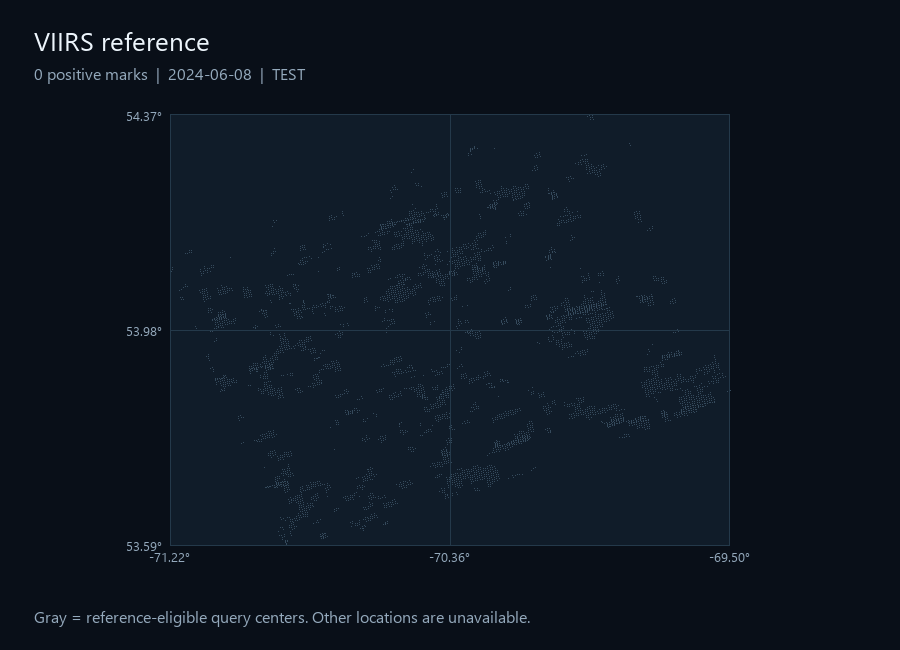 VIIRS reference
0 positive marks | 2024-06-08 | TEST
54.37°
53.98°
53.59°
-71.22°
-70.36°
-69.50°
Gray = reference-eligible query centers. Other locations are unavailable.